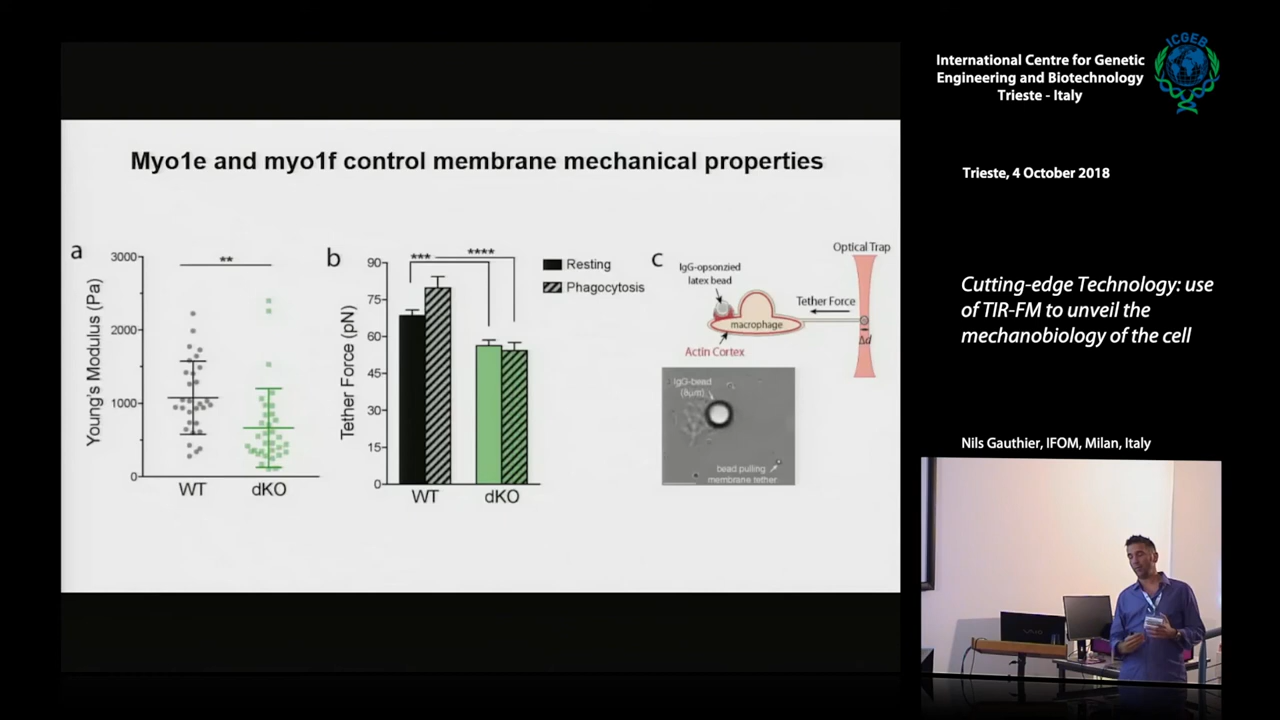 Myo1e and myo1f control membrane mechanical properties
a
Young's Modulus (Pa)
3000
2000
1000
0
**
WT
dKO
b
Tether Force (pN)
90
75
60
45
30
15
0
***
****
WT
dKO
Resting
Phagocytosis
c
Optical Trap
IgG-opsonzied
latex bead
Tether Force
macrophage
Δd
Actin Cortex
IgG-bead
(8μm)
bead pulling
membrane tether
ICGEB
International Centre for Genetic
Engineering and Biotechnology
Trieste - Italy
Trieste, 4 October 2018
Cutting-edge Technology: use
of TIR-FM to unveil the
mechanobiology of the cell
Nils Gauthier, IFOM, Milan, Italy